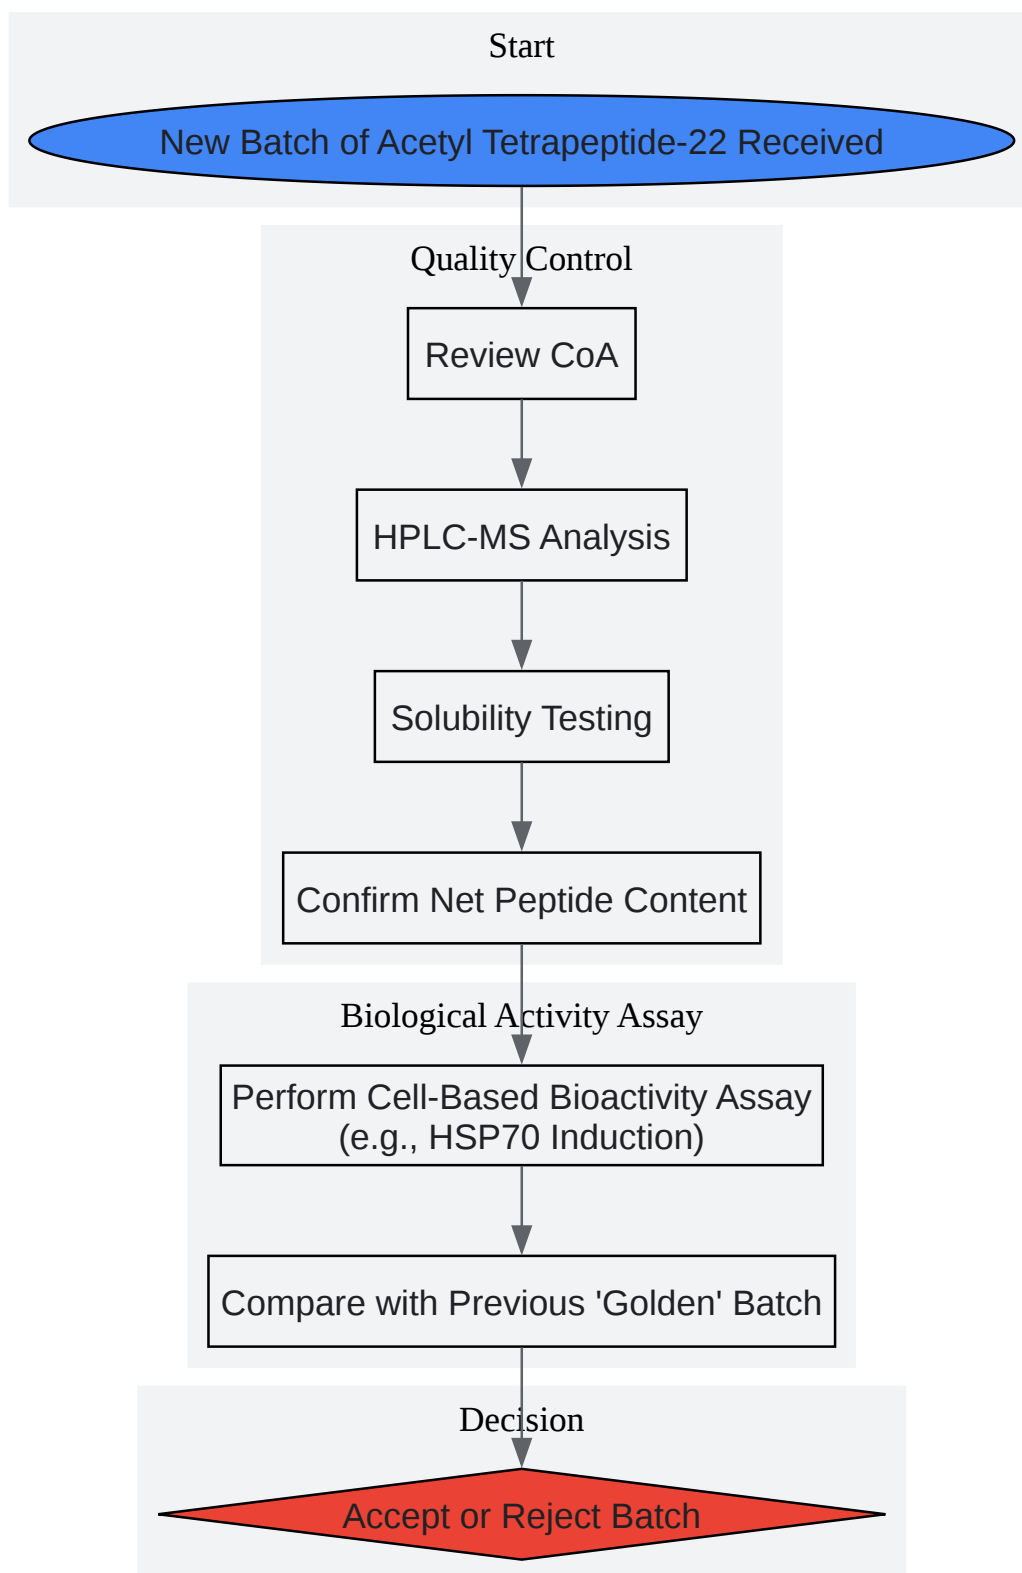 Start
New Batch of Acetyl Tetrapeptide-22 Received
Quality Control
Review CoA
HPLC-MS Analysis
Solubility Testing
Confirm Net Peptide Content
Biological Activity Assay
Perform Cell-Based Bioactivity Assay
(e.g., HSP70 Induction)
Compare with Previous 'Golden' Batch
Decision
Accept or Reject Batch